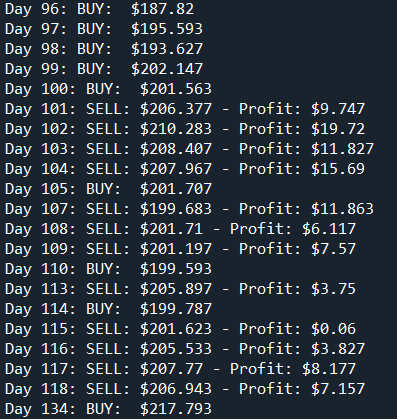 Day 96: BUY:  $187.82
Day 97: BUY:  $195.593
Day 98: BUY:  $193.627
Day 99: BUY:  $202.147
Day 100: BUY:  $201.563
Day 101: SELL: $206.377 - Profit: $9.747
Day 102: SELL: $210.283 - Profit: $19.72
Day 103: SELL: $208.407 - Profit: $11.827
Day 104: SELL: $207.967 - Profit: $15.69
Day 105: BUY:  $201.707
Day 107: SELL: $199.683 - Profit: $11.863
Day 108: SELL: $201.71 - Profit: $6.117
Day 109: SELL: $201.197 - Profit: $7.57
Day 110: BUY:  $199.593
Day 113: SELL: $205.897 - Profit: $3.75
Day 114: BUY:  $199.787
Day 115: SELL: $201.623 - Profit: $0.06
Day 116: SELL: $205.533 - Profit: $3.827
Day 117: SELL: $207.77 - Profit: $8.177
Day 118: SELL: $206.943 - Profit: $7.157
Day 134: BUY:  $217.793